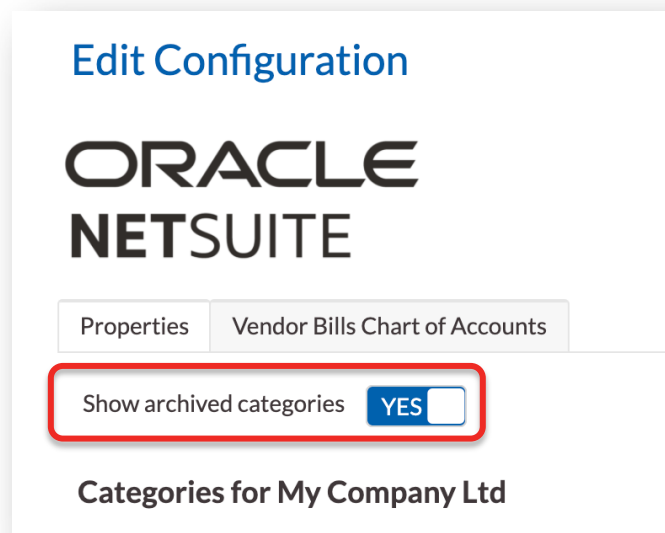 Edit Configuration
ORACLE
NETSUITE
Properties Vendor Bills Chart of Accounts
Show archived categories YES
Categories for My Company Ltd